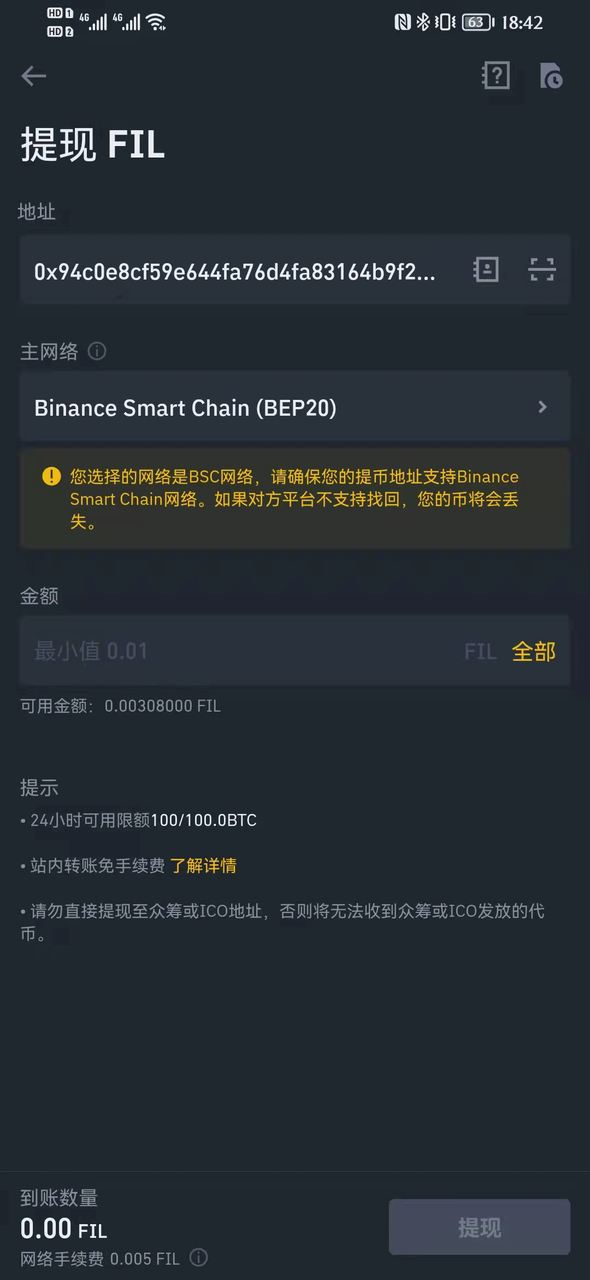 HD 1 4G 4G 63 18:42
HD 2
提现 FIL
地址
0x94c0e8cf59e644fa76d4fa83164b9f2...
主网络
Binance Smart Chain (BEP20)
您选择的网络是BSC网络，请确保您的提币地址支持Binance
Smart Chain网络。如果对方平台不支持找回，您的币将会丢
失。
金额
最小值 0.01 FIL 全部
可用金额：0.00308000 FIL
提示
• 24小时可用限额100/100.0BTC
• 站内转账免手续费 了解详情
• 请勿直接提现至众筹或ICO地址，否则将无法收到众筹或ICO发放的代
币。
到账数量
0.00 FIL
提现
网络手续费 0.005 FIL